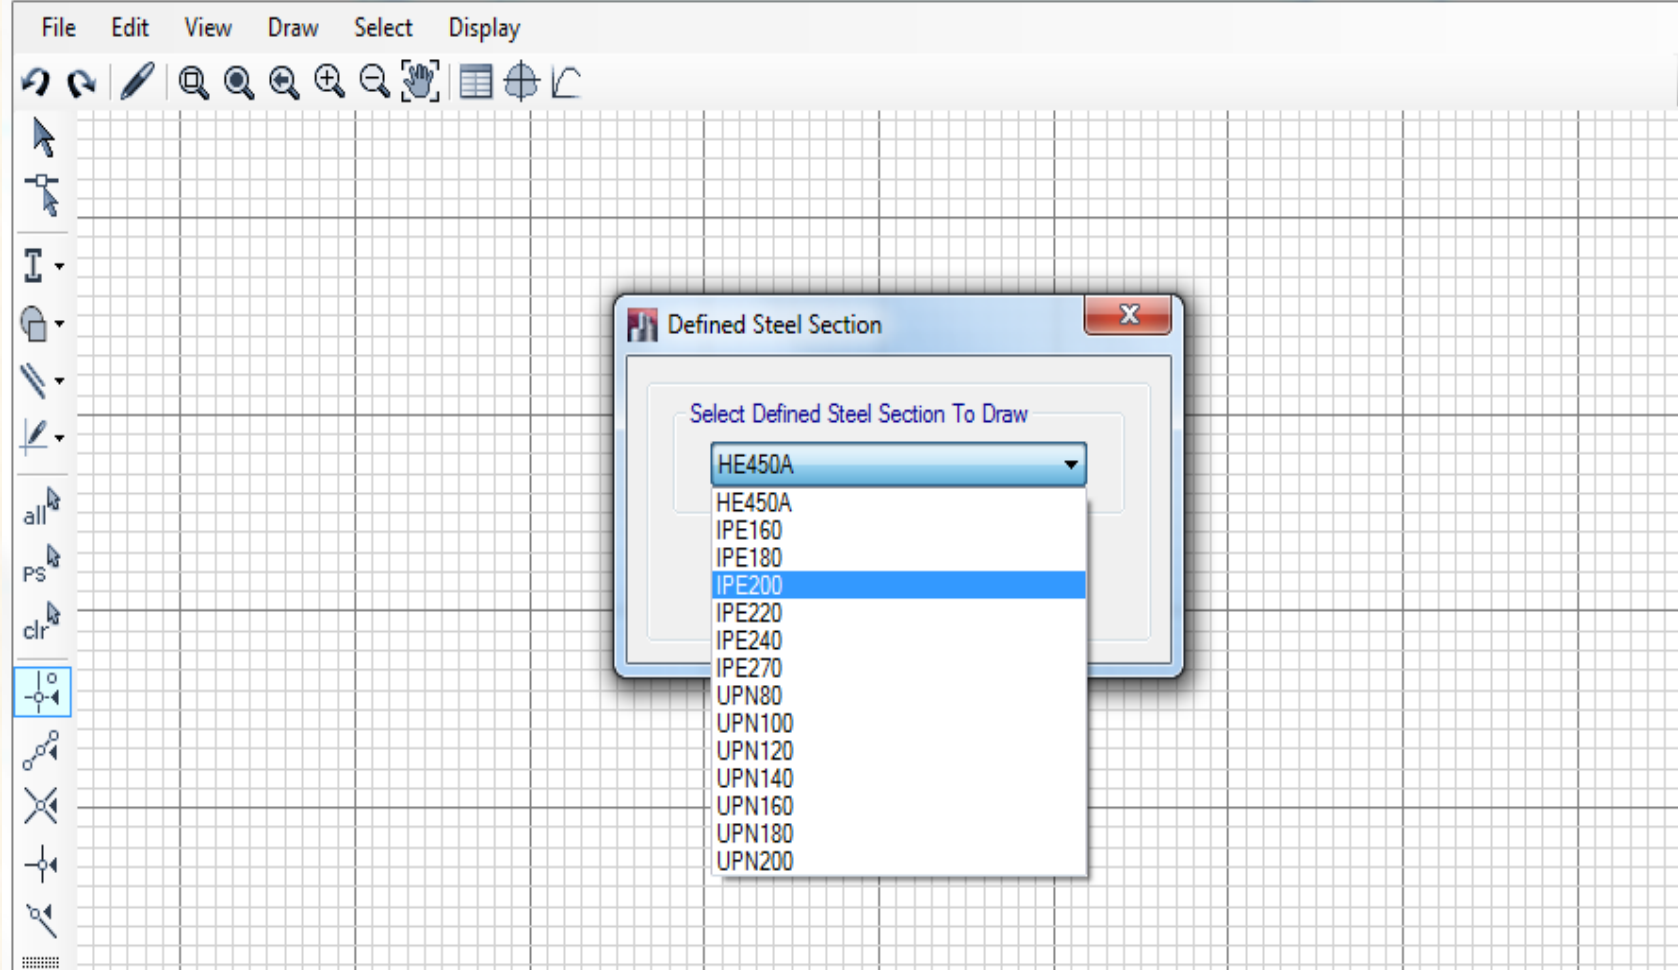 File Edit View Draw Select Display
all
PS
clr
Defined Steel Section
X
Select Defined Steel Section To Draw
HE450A
HE450A
IPE160
IPE180
IPE200
IPE220
IPE240
IPE270
UPN80
UPN100
UPN120
UPN140
UPN160
UPN180
UPN200